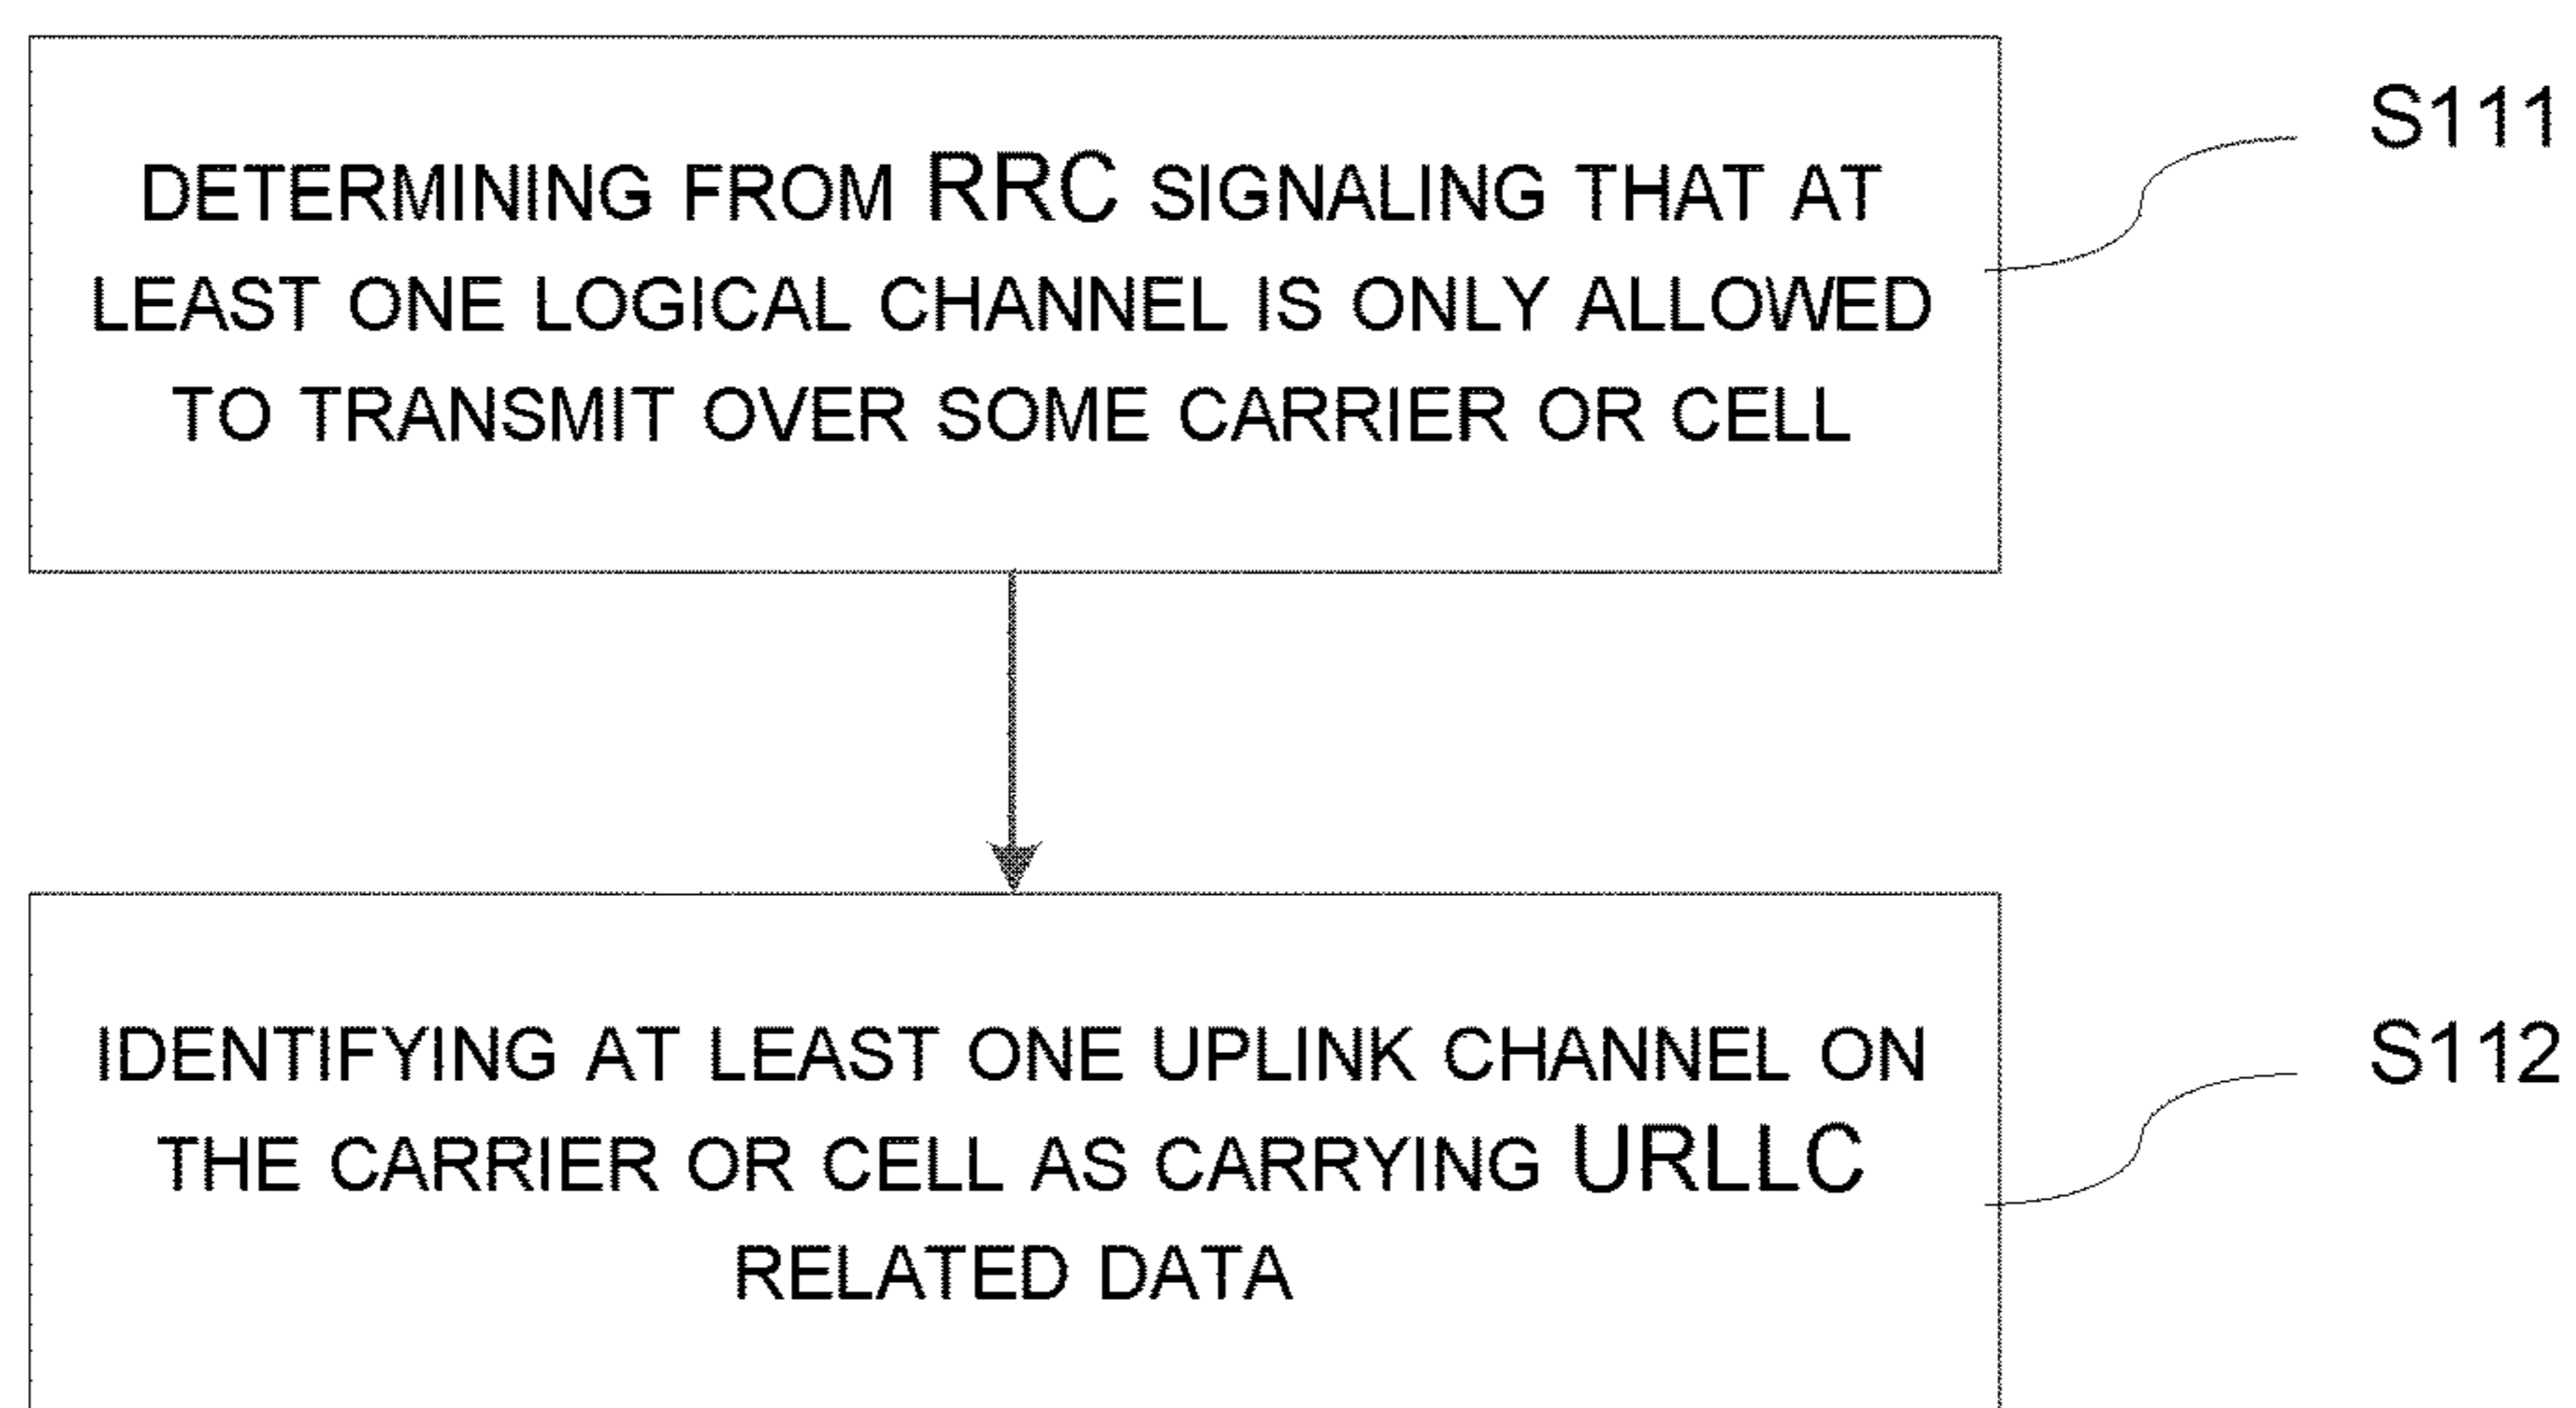 S111
DETERMINING FROM RRC SIGNALING THAT AT
LEAST ONE LOGICAL CHANNEL IS ONLY ALLOWED
TO TRANSMIT OVER SOME CARRIER OR CELL
S112
IDENTIFYING AT LEAST ONE UPLINK CHANNEL ON
THE CARRIER OR CELL AS CARRYING URLLC
RELATED DATA